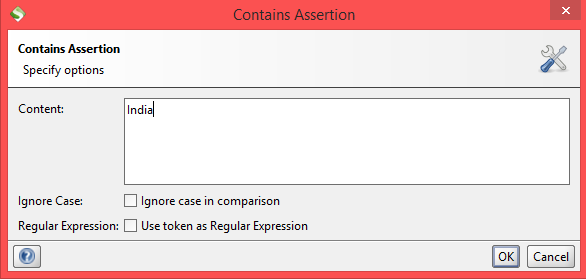 Contains Assertion
Contains Assertion
Specify options
Content: India
Ignore Case: Ignore case in comparison
Regular Expression: Use token as Regular Expression
OK Cancel